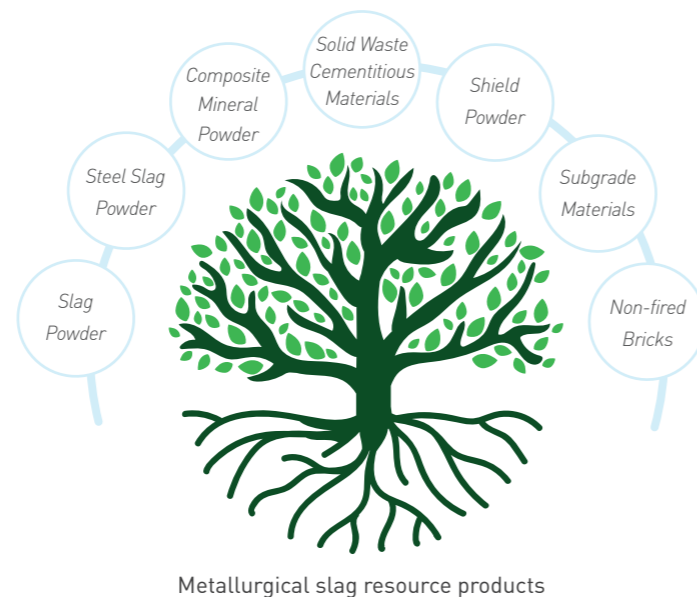 Solid Waste
Cementitious
Materials
Composite
Mineral
Powder
Shield
Powder
Steel Slag
Powder
Subgrade
Materials
Slag
Powder
Non-fired
Bricks
Metallurgical slag resource products